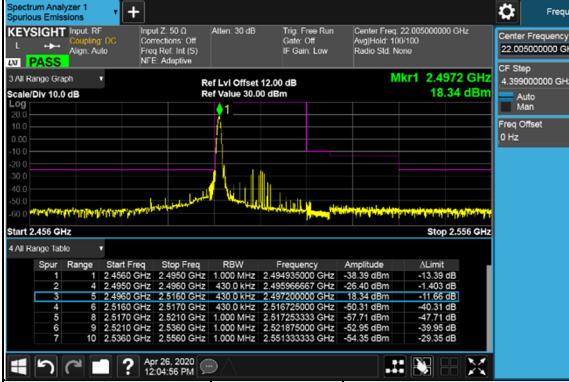 Spectrum Analyzer 1
Spurious Emissions
Frequ
KEYSIGHT
Input: RF
Coupling: DC
Align: Auto
Input Z: 50 Ω
Corrections: Off
Freq Ref: Int (S)
NFE: Adaptive
Atten: 30 dB
Trig: Free Run
Gate: Off
IF Gain: Low
Center Freq: 22.005000000 GHz
Avg|Hold: 100/100
Radio Std: None
L
PASS
Center Frequency
22.005000000 GH
CF Step
4.399000000 GHz
Auto
Man
Freq Offset
0 Hz
3 All Range Graph
Scale/Div 10.0 dB
Ref Lvl Offset 12.00 dB
Ref Value 30.00 dBm
Mkr1 2.4972 GHz
18.34 dBm
Log
20.0
10.0
0.00
-10.0
-20.0
-30.0
-40.0
-50.0
-60.0
1
Start 2.456 GHz
Stop 2.556 GHz
4 All Range Table
Spur Range Start Freq Stop Freq RBW Frequency Amplitude ΔLimit
1 1 2.4560 GHz 2.4950 GHz 1.000 MHz 2.494935000 GHz -38.39 dBm -13.39 dB
2 4 2.4950 GHz 2.4960 GHz 430.0 kHz 2.495966667 GHz -26.40 dBm -1.403 dB
3 5 2.4960 GHz 2.5160 GHz 430.0 kHz 2.497200000 GHz 18.34 dBm -11.66 dB
4 6 2.5160 GHz 2.5170 GHz 430.0 kHz 2.516725000 GHz -50.31 dBm -40.31 dB
5 8 2.5170 GHz 2.5210 GHz 430.0 kHz 2.517253333 GHz -57.71 dBm -47.71 dB
6 9 2.5210 GHz 2.5360 GHz 1.000 MHz 2.521875000 GHz -52.95 dBm -39.95 dB
7 10 2.5360 GHz 2.5560 GHz 1.000 MHz 2.551333333 GHz -54.35 dBm -29.35 dB
Apr 26, 2020
12:04:56 PM